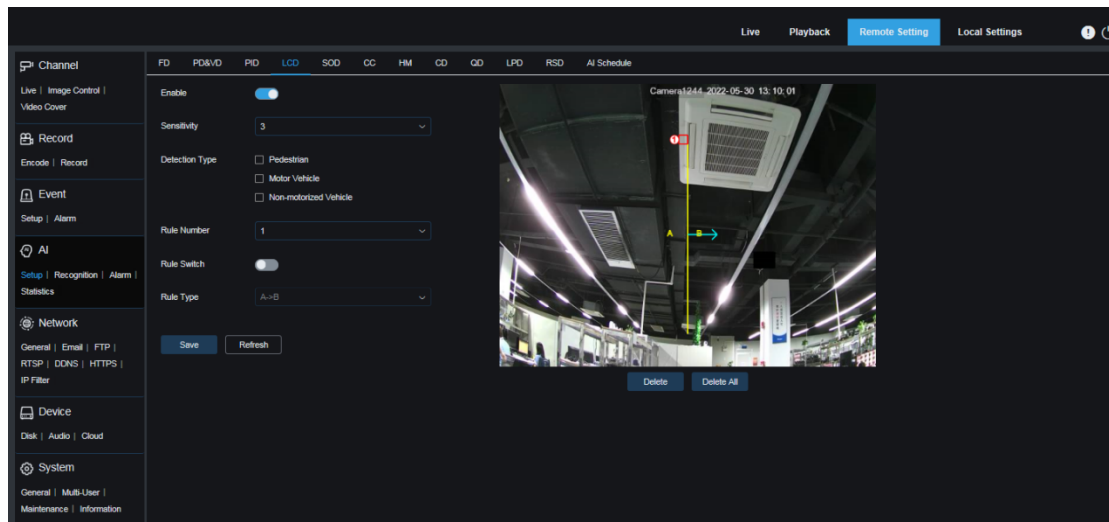 Live Playback Remote Setting Local Settings
Channel
Live | Image Control |
Video Cover
Record
Encode | Record
Event
Setup | Alarm
AI
Setup | Recognition | Alarm |
Statistics
Network
General | Email | FTP |
RTSP | DDNS | HTTPS |
IP Filter
Device
Disk | Audio | Cloud
System
General | Multi-User |
Maintenance | Information
FD PD&VD PID LCD SOD CC HM CD QD LPD RSD AI Schedule
Enable
Sensitivity 3
Detection Type Pedestrian
Motor Vehicle
Non-motorized Vehicle
Rule Number 1
Rule Switch
Rule Type A->B
Save Refresh
Camera1244 2022-05-30 13:10:01
1
A B
Delete Delete All